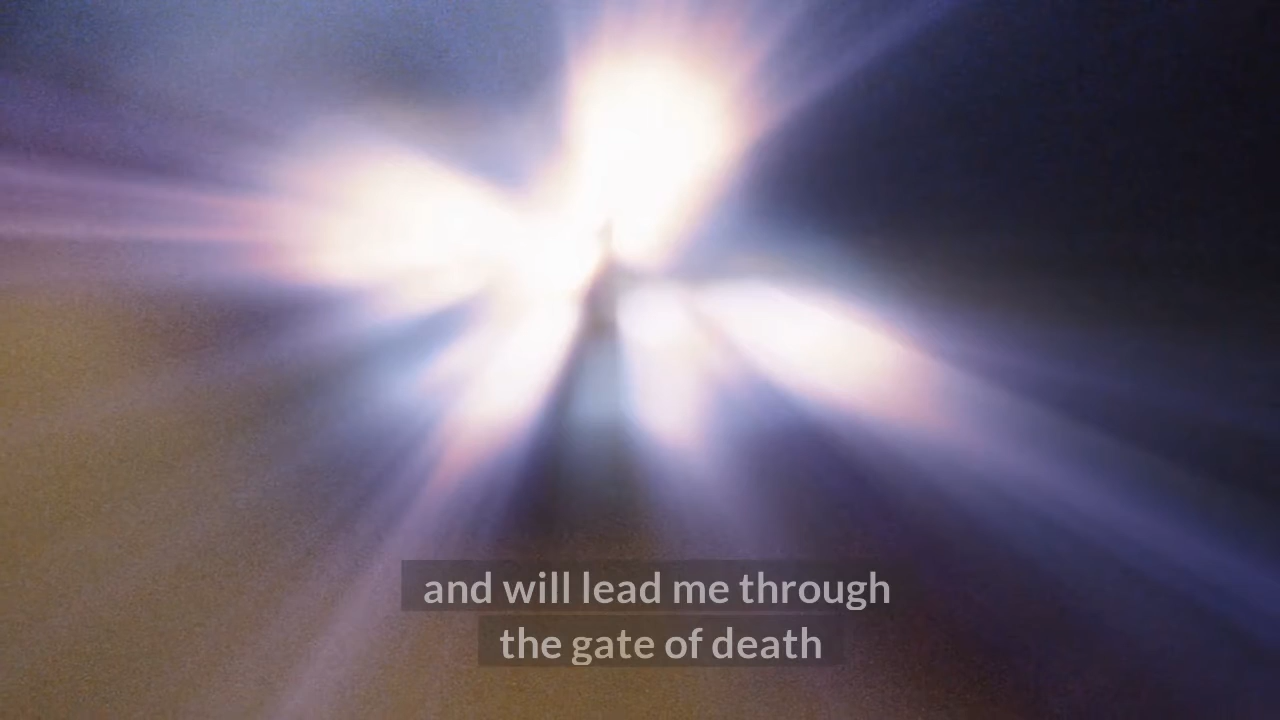 and will lead me through
the gate of death